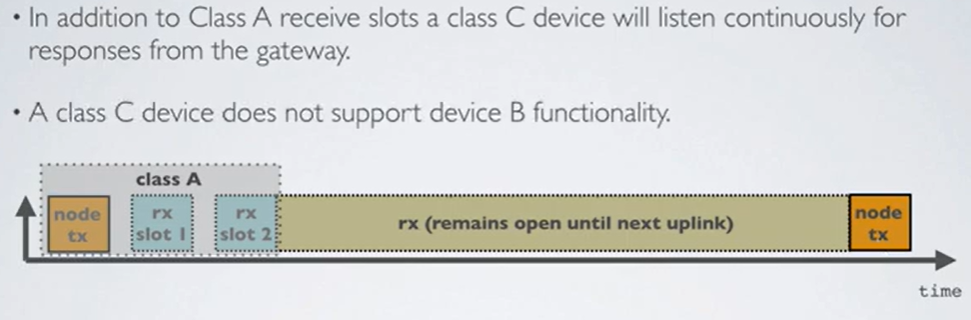 • In addition to Class A receive slots a class C device will listen continuously for
responses from the gateway.
• A class C device does not support device B functionality.
class A
node
tx
rx
slot 1
rx
slot 2
rx (remains open until next uplink)
node
tx
time